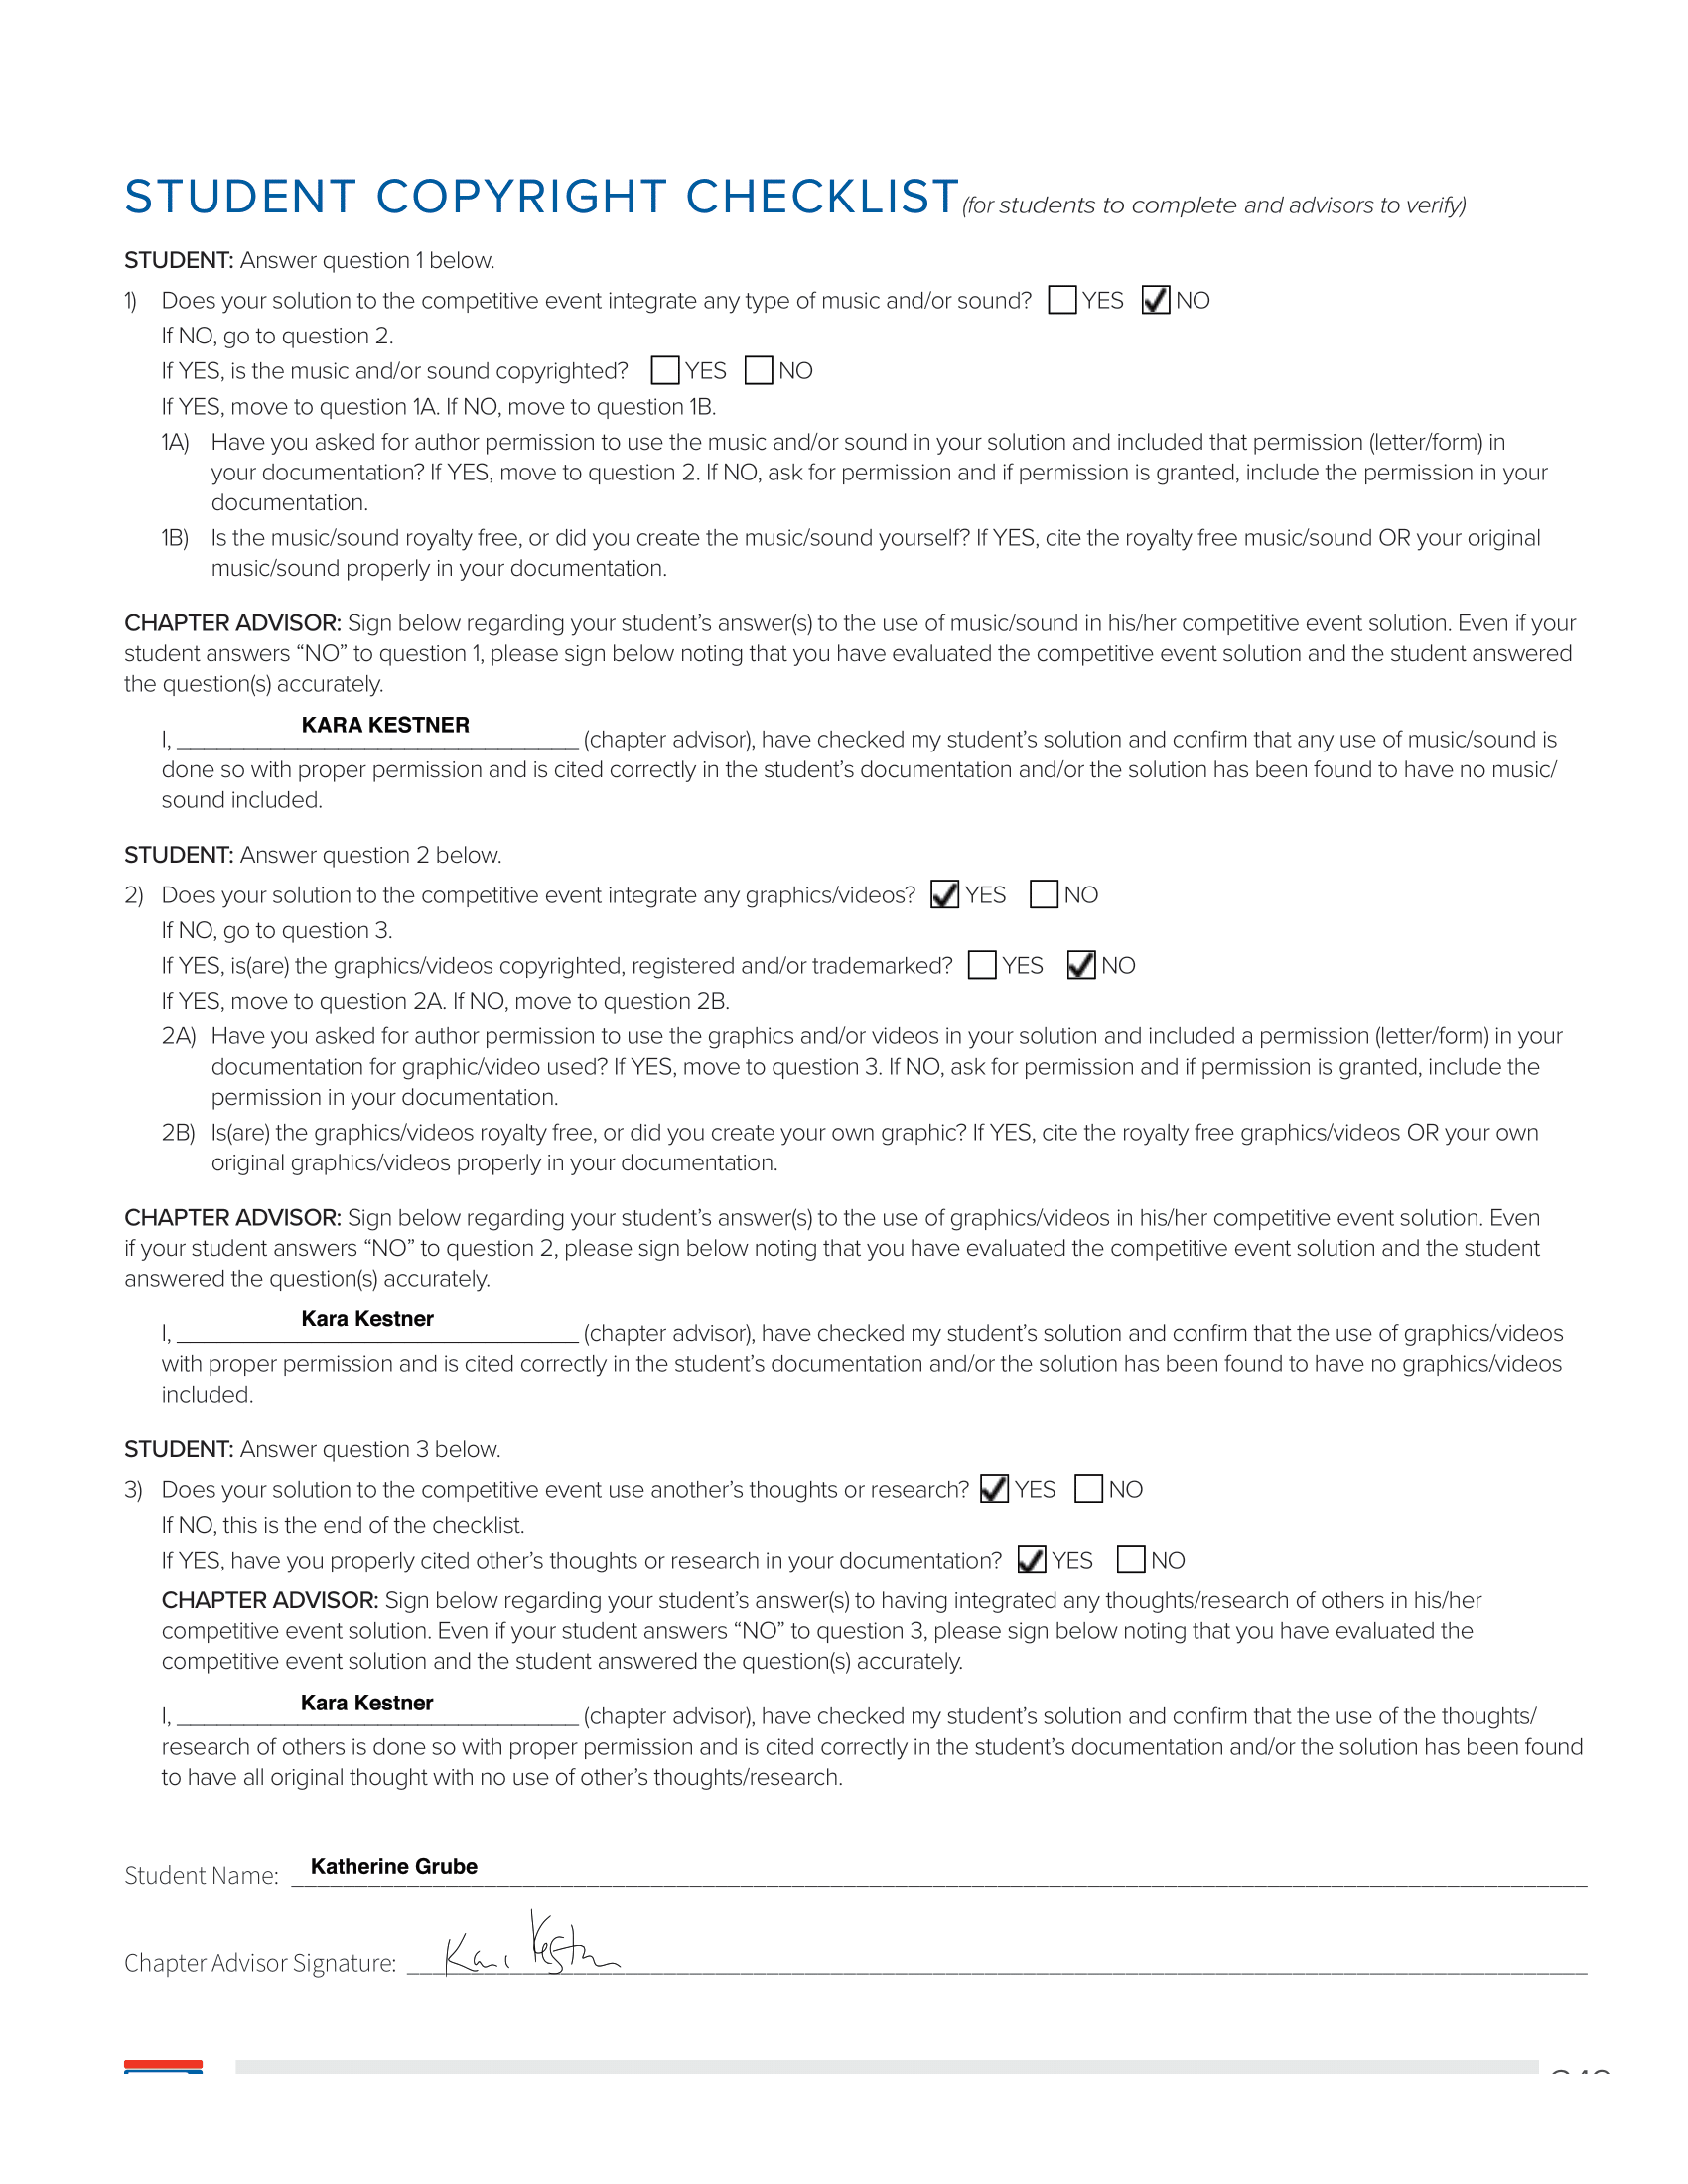 STUDENT COPYRIGHT CHECKLIST (for students to complete and advisors to verify)
STUDENT: Answer question 1 below.
1) Does your solution to the competitive event integrate any type of music and/or sound? YES NO
If NO, go to question 2.
If YES, is the music and/or sound copyrighted? YES NO
If YES, move to question 1A. If NO, move to question 1B.
1A) Have you asked for author permission to use the music and/or sound in your solution and included that permission (letter/form) in
your documentation? If YES, move to question 2. If NO, ask for permission and if permission is granted, include the permission in your
documentation.
1B) Is the music/sound royalty free, or did you create the music/sound yourself? If YES, cite the royalty free music/sound OR your original
music/sound properly in your documentation.
CHAPTER ADVISOR: Sign below regarding your student’s answer(s) to the use of music/sound in his/her competitive event solution. Even if your
student answers “NO” to question 1, please sign below noting that you have evaluated the competitive event solution and the student answered
the question(s) accurately.
I, KARA KESTNER (chapter advisor), have checked my student’s solution and confirm that any use of music/sound is
done so with proper permission and is cited correctly in the student’s documentation and/or the solution has been found to have no music/
sound included.
STUDENT: Answer question 2 below.
2) Does your solution to the competitive event integrate any graphics/videos? YES NO
If NO, go to question 3.
If YES, is(are) the graphics/videos copyrighted, registered and/or trademarked? YES NO
If YES, move to question 2A. If NO, move to question 2B.
2A) Have you asked for author permission to use the graphics and/or videos in your solution and included a permission (letter/form) in your
documentation for graphic/video used? If YES, move to question 3. If NO, ask for permission and if permission is granted, include the
permission in your documentation.
2B) Is(are) the graphics/videos royalty free, or did you create your own graphic? If YES, cite the royalty free graphics/videos OR your own
original graphics/videos properly in your documentation.
CHAPTER ADVISOR: Sign below regarding your student’s answer(s) to the use of graphics/videos in his/her competitive event solution. Even
if your student answers “NO” to question 2, please sign below noting that you have evaluated the competitive event solution and the student
answered the question(s) accurately.
I, Kara Kestner (chapter advisor), have checked my student’s solution and confirm that the use of graphics/videos
with proper permission and is cited correctly in the student’s documentation and/or the solution has been found to have no graphics/videos
included.
STUDENT: Answer question 3 below.
3) Does your solution to the competitive event use another’s thoughts or research? YES NO
If NO, this is the end of the checklist.
If YES, have you properly cited other’s thoughts or research in your documentation? YES NO
CHAPTER ADVISOR: Sign below regarding your student’s answer(s) to having integrated any thoughts/research of others in his/her
competitive event solution. Even if your student answers “NO” to question 3, please sign below noting that you have evaluated the
competitive event solution and the student answered the question(s) accurately.
I, Kara Kestner (chapter advisor), have checked my student’s solution and confirm that the use of the thoughts/
research of others is done so with proper permission and is cited correctly in the student’s documentation and/or the solution has been found
to have all original thought with no use of other’s thoughts/research.
Student Name: Katherine Grube
Chapter Advisor Signature: